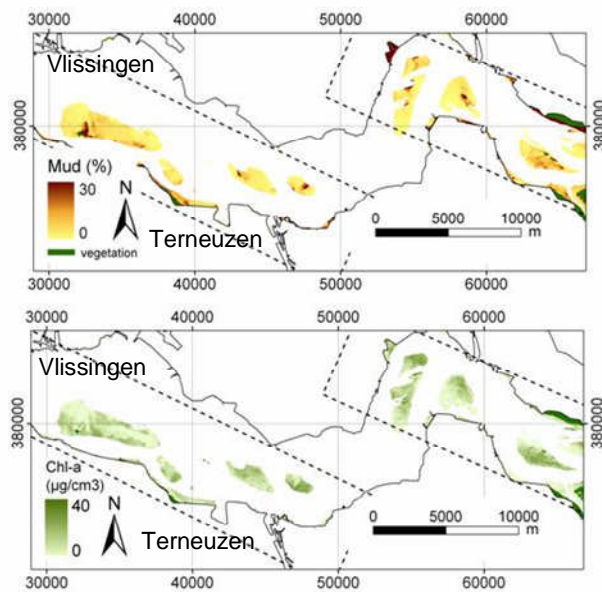 30000 40000 50000 60000
Vlissingen
380000 380000
Mud (%)
30
0
N
vegetation
Terneuzen
0 5000 10000
m
30000 40000 50000 60000
30000 40000 50000 60000
Vlissingen
380000 380000
Chl-a
(µg/cm3)
40
0
N
Terneuzen
0 5000 10000
m
30000 40000 50000 60000